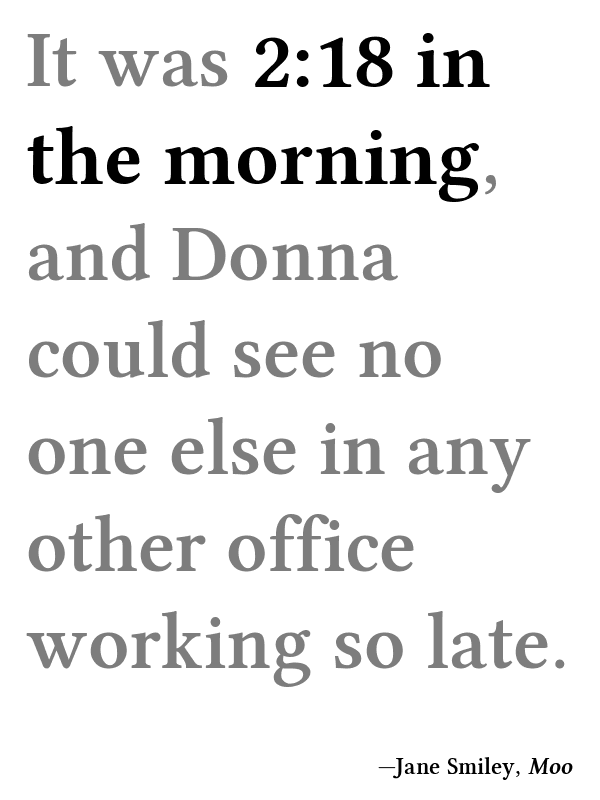 It was 2:18 in
the morning,
and Donna
could see no
one else in any
other office
working so late.
—Jane Smiley, Moo